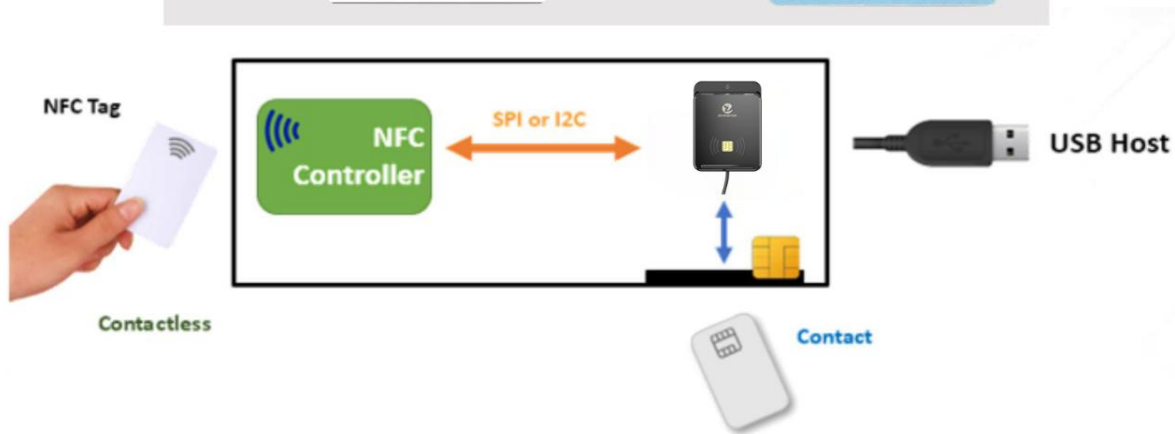 NFC Tag
NFC
Controller
SPI or I2C
USB Host
Contactless
Contact